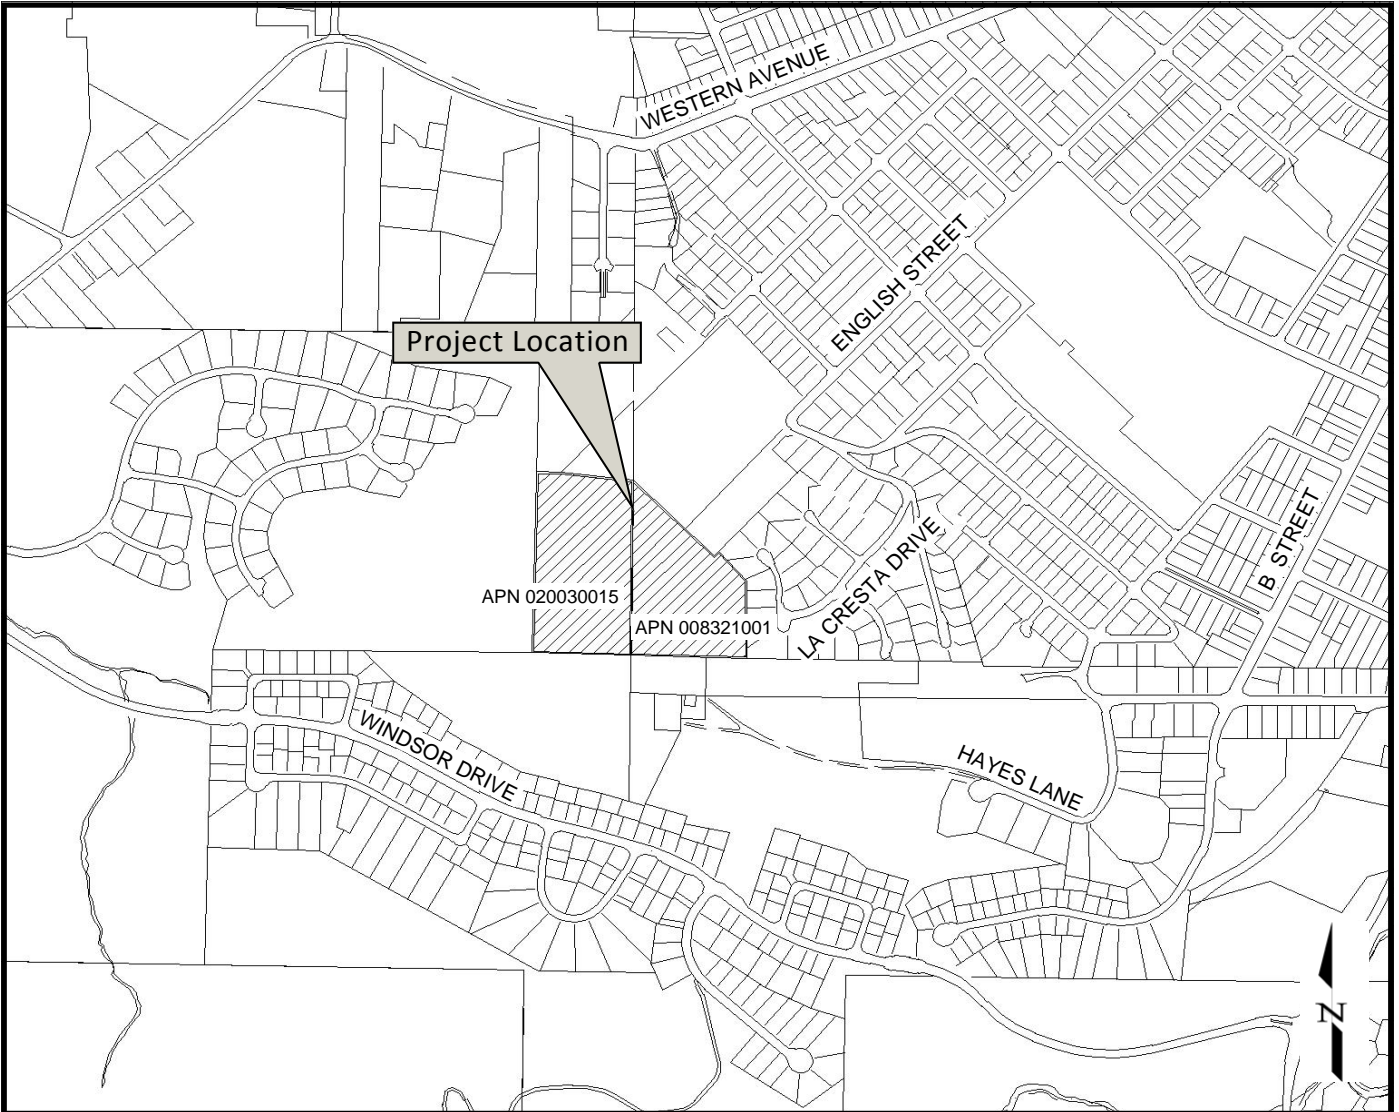 WESTERN AVENUE
ENGLISH STREET
Project Location
B STREET
LA CRESTA DRIVE
APN 020030015
APN 008321001
WINDSOR DRIVE
HAYES LANE
N